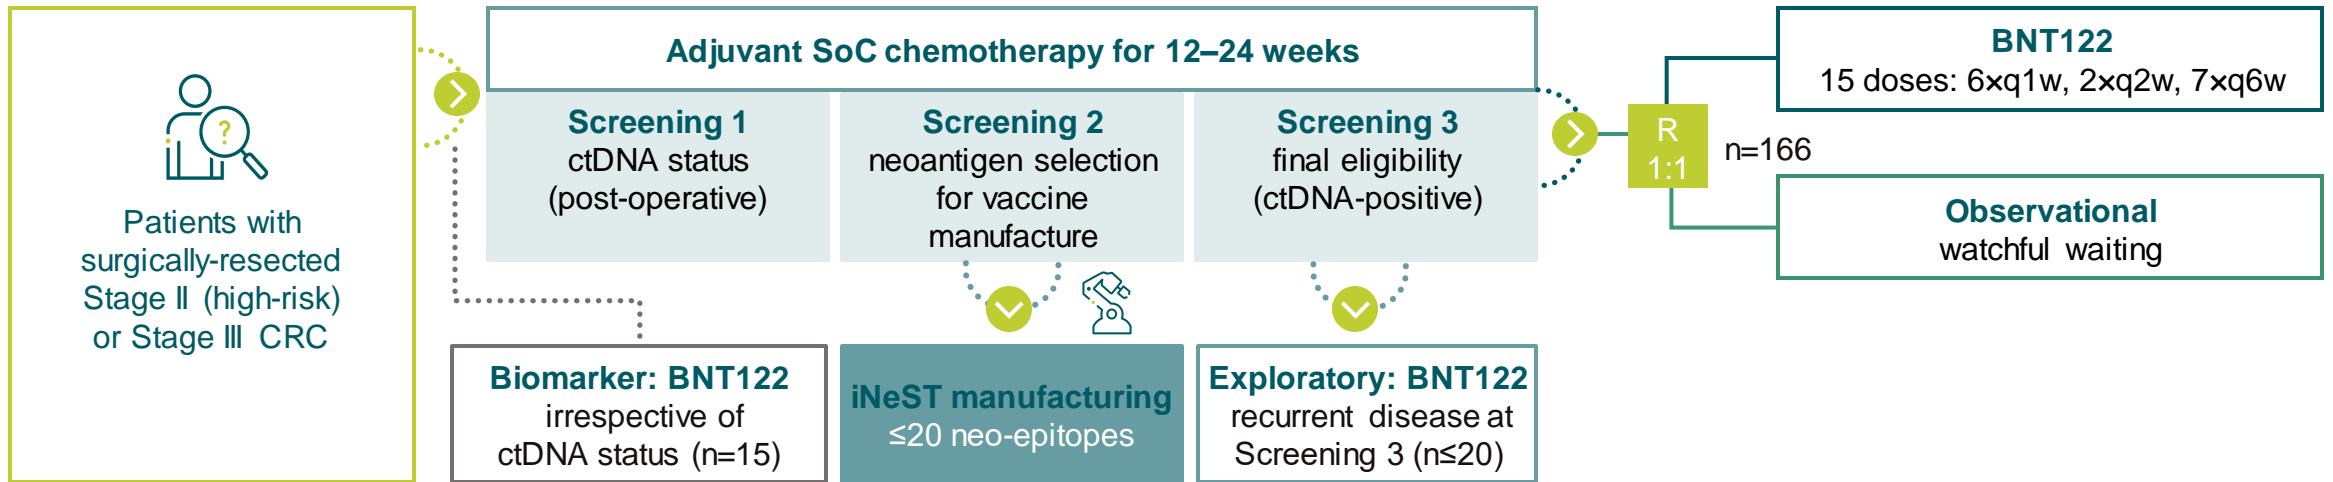 Patients with
surgically-resected
Stage II (high-risk)
or Stage III CRC
?
Adjuvant SoC chemotherapy for 12–24 weeks
Screening 1
ctDNA status
(post-operative)
Screening 2
neoantigen selection
for vaccine
manufacture
Screening 3
final eligibility
(ctDNA-positive)
Biomarker: BNT122
irrespective of
ctDNA status (n=15)
iNeST manufacturing
≤20 neo-epitopes
Exploratory: BNT122
recurrent disease at
Screening 3 (n≤20)
R
1:1
n=166
BNT122
15 doses: 6×q1w, 2×q2w, 7×q6w
Observational
watchful waiting